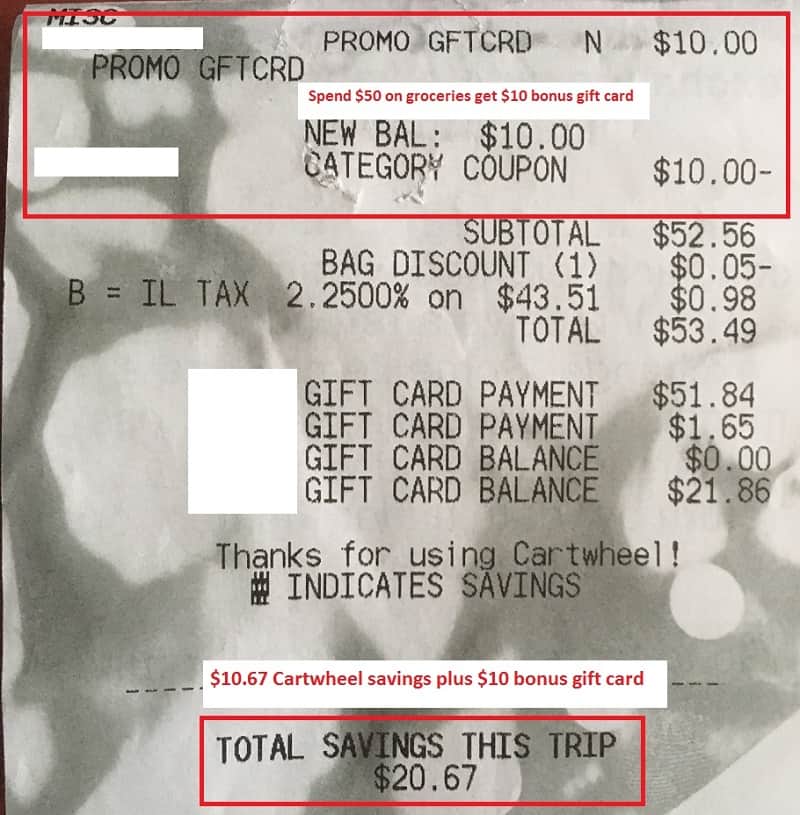 MISC
PROMO GFTCRD N $10.00
PROMO GFTCRD
Spend $50 on groceries get $10 bonus gift card
NEW BAL: $10.00
CATEGORY COUPON $10.00-
SUBTOTAL $52.56
BAG DISCOUNT (1) $0.05-
B = IL TAX 2.2500% on $43.51 $0.98
TOTAL $53.49
GIFT CARD PAYMENT $51.84
GIFT CARD PAYMENT $1.65
GIFT CARD BALANCE $0.00
GIFT CARD BALANCE $21.86
Thanks for using Cartwheel!
INDICATES SAVINGS
$10.67 Cartwheel savings plus $10 bonus gift card
TOTAL SAVINGS THIS TRIP
$20.67